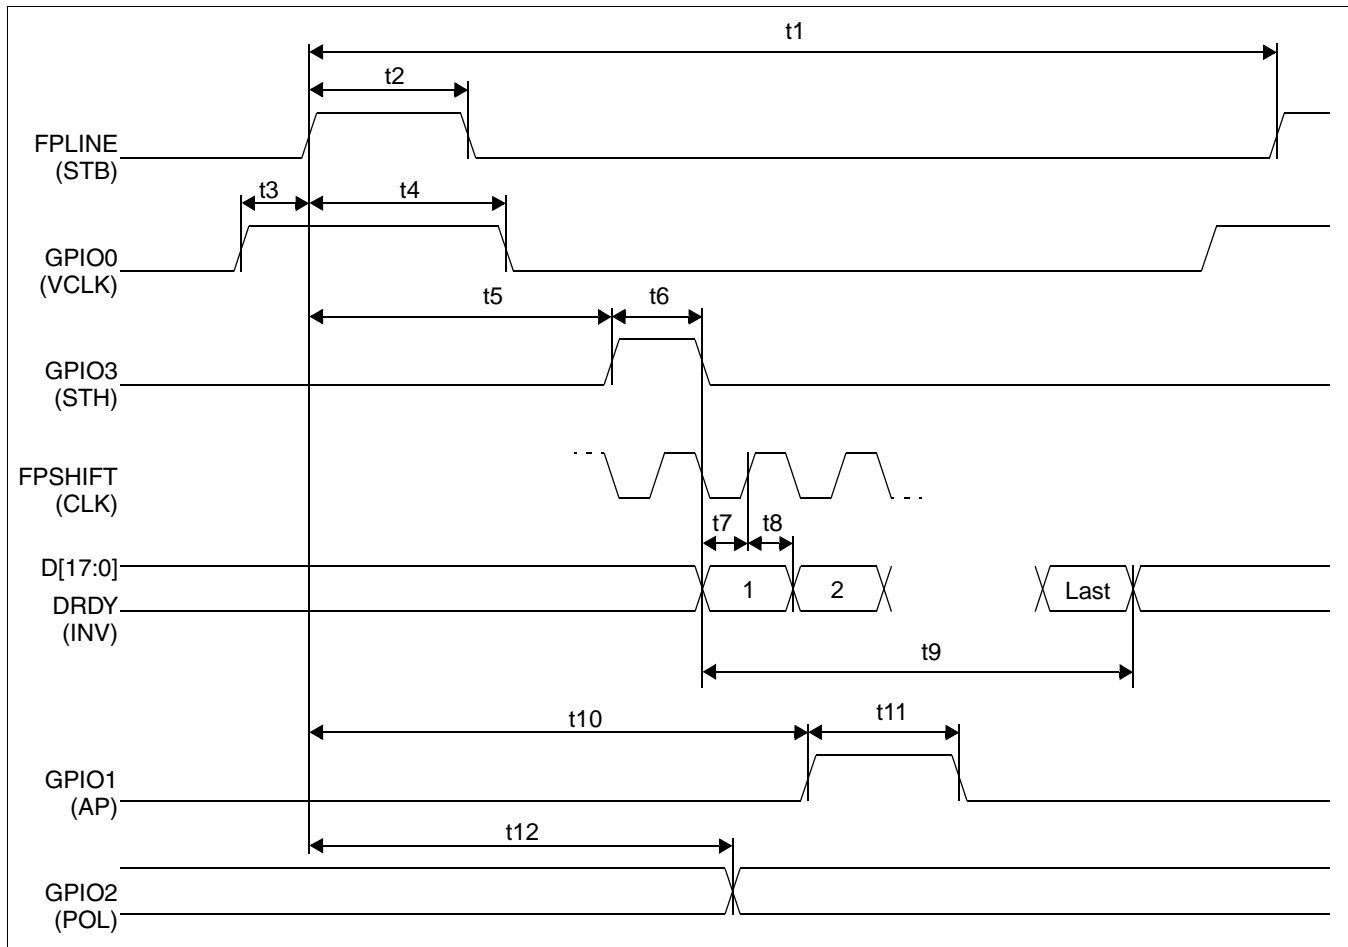 t1
t2
FPLINE
(STB)
t3
t4
GPIO0
(VCLK)
t5
t6
GPIO3
(STH)
FPSHIFT
(CLK)
t7
t8
D[17:0]
1
2
Last
DRDY
(INV)
t9
t10
t11
GPIO1
(AP)
t12
GPIO2
(POL)